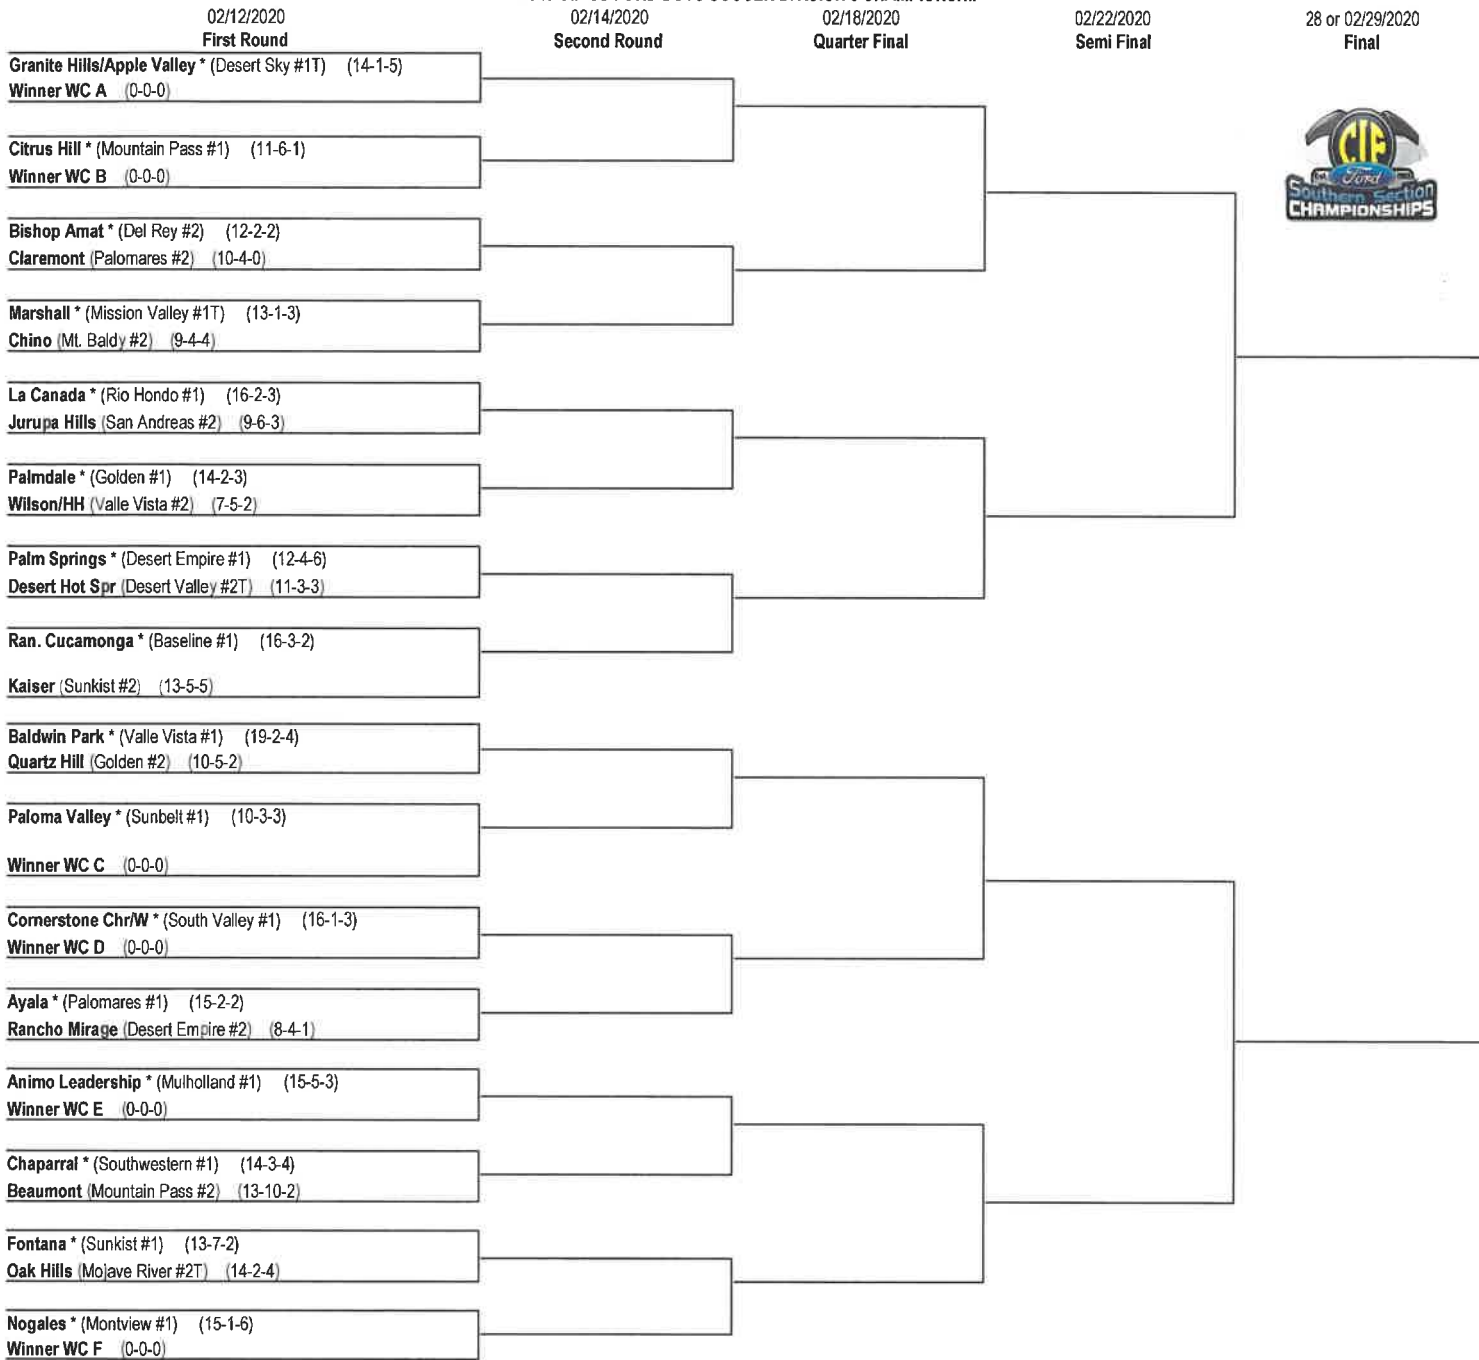 02/12/2020 02/14/2020 02/18/2020 02/22/2020 28 or 02/29/2020
First Round Second Round Quarter Final Semi Final Final
Granite Hills/Apple Valley * (Desert Sky #1T) (14-1-5)
Winner WC A (0-0-0)
Citrus Hill * (Mountain Pass #1) (11-6-1)
Winner WC B (0-0-0)
CIF
Ford
Southern Section
CHAMPIONSHIPS
Bishop Amat * (Del Rey #2) (12-2-2)
Claremont (Palomares #2) (10-4-0)
Marshall * (Mission Valley #1T) (13-1-3)
Chino (Mt. Baldy #2) (9-4-4)
La Canada * (Rio Hondo #1) (16-2-3)
Jurupa Hills (San Andreas #2) (9-6-3)
Palmdale * (Golden #1) (14-2-3)
Wilson/HH (Valle Vista #2) (7-5-2)
Palm Springs * (Desert Empire #1) (12-4-6)
Desert Hot Spr (Desert Valley #2T) (11-3-3)
Ran. Cucamonga * (Baseline #1) (16-3-2)
Kaiser (Sunkist #2) (13-5-5)
Baldwin Park * (Valle Vista #1) (19-2-4)
Quartz Hill (Golden #2) (10-5-2)
Paloma Valley * (Sunbelt #1) (10-3-3)
Winner WC C (0-0-0)
Cornerstone Chr/W * (South Valley #1) (16-1-3)
Winner WC D (0-0-0)
Ayala * (Palomares #1) (15-2-2)
Rancho Mirage (Desert Empire #2) (8-4-1)
Animo Leadership * (Mulholland #1) (15-5-3)
Winner WC E (0-0-0)
Chaparral * (Southwestern #1) (14-3-4)
Beaumont (Mountain Pass #2) (13-10-2)
Fontana * (Sunkist #1) (13-7-2)
Oak Hills (Mojave River #2T) (14-2-4)
Nogales * (Montview #1) (15-1-6)
Winner WC F (0-0-0)